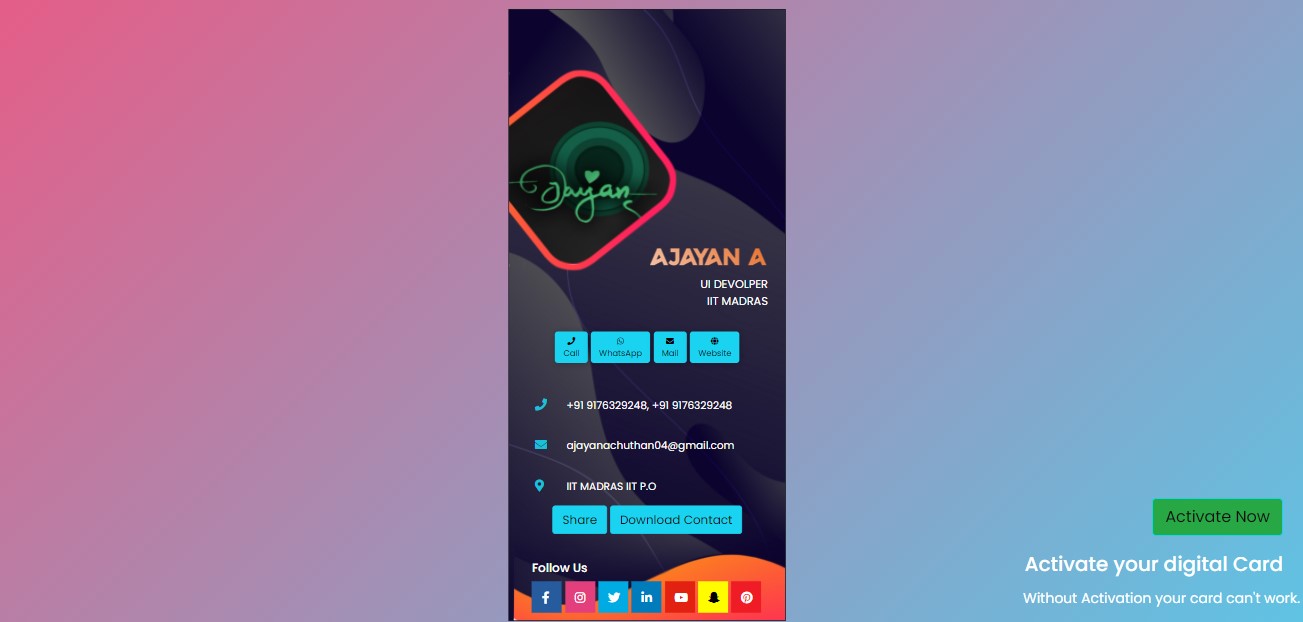 Jayan
AJAYAN A
UI DEVOLPER
IIT MADRAS
Call WhatsApp Mail Website
+91 9176329248, +91 9176329248
ajayanachuthan04@gmail.com
IIT MADRAS IIT P.O
Share Download Contact
Follow Us
Activate Now
Activate your digital Card
Without Activation your card can't work.